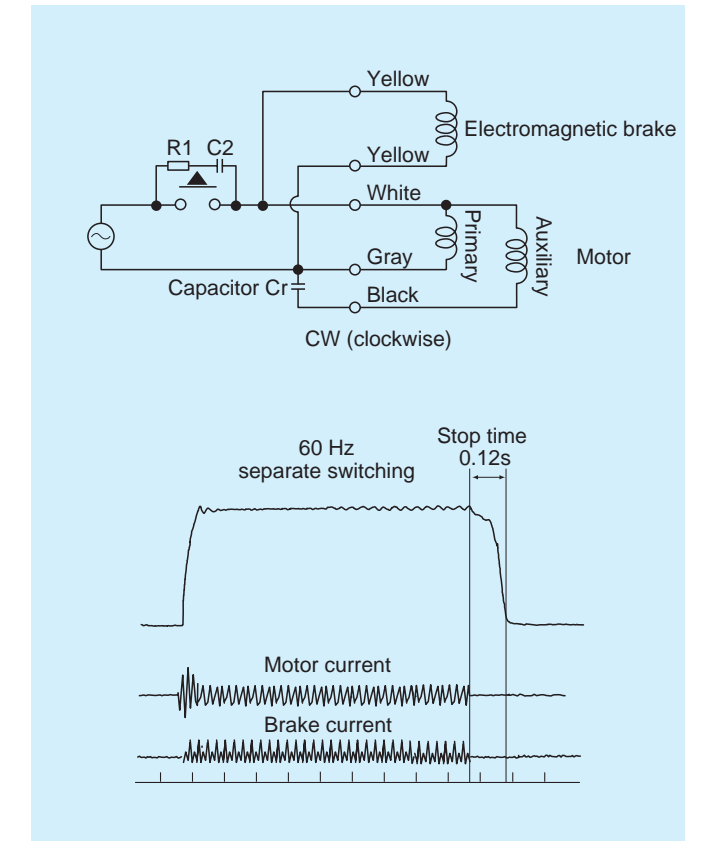 Yellow
Electromagnetic brake
R1 C2
Yellow
White
Primary
Auxiliary
Gray
Motor
Capacitor Cr
Black
CW (clockwise)
60 Hz
separate switching
Stop time
0.12s
Motor current
Brake current